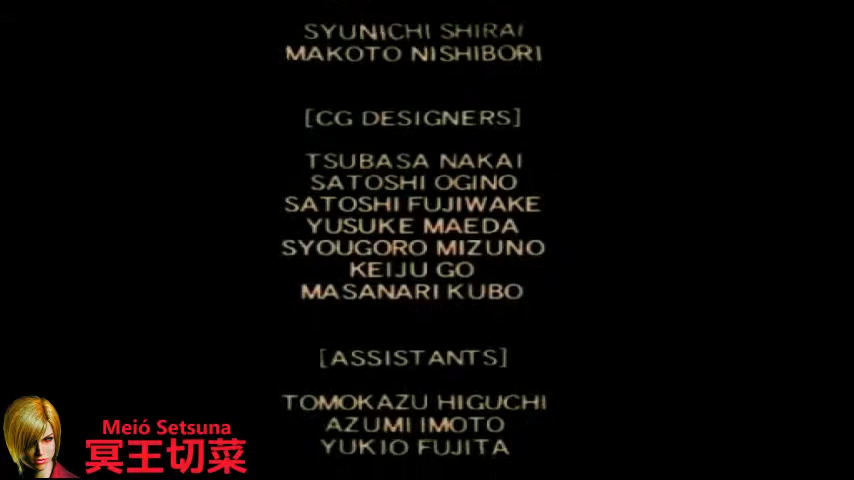 SYUNICHI SHIRAI
MAKOTO NISHIBORI
[CG DESIGNERS]
TSUBASA NAKAI
SATOSHI OGINO
SATOSHI FUJIWAKE
YUSUKE MAEDA
SYOUGORO MIZUNO
KEIJU GO
MASANARI KUBO
[ASSISTANTS]
TOMOKAZU HIGUCHI
AZUMI IMOTO
YUKIO FUJITA
Meió Setsuna
冥王切菜